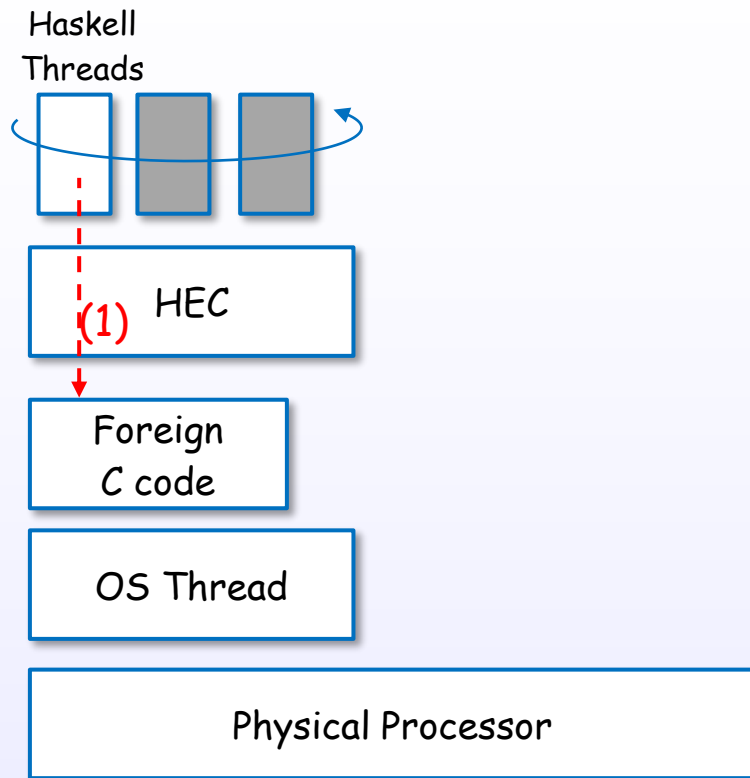 Haskell
Threads
HEC
(1)
Foreign
C code
OS Thread
Physical Processor